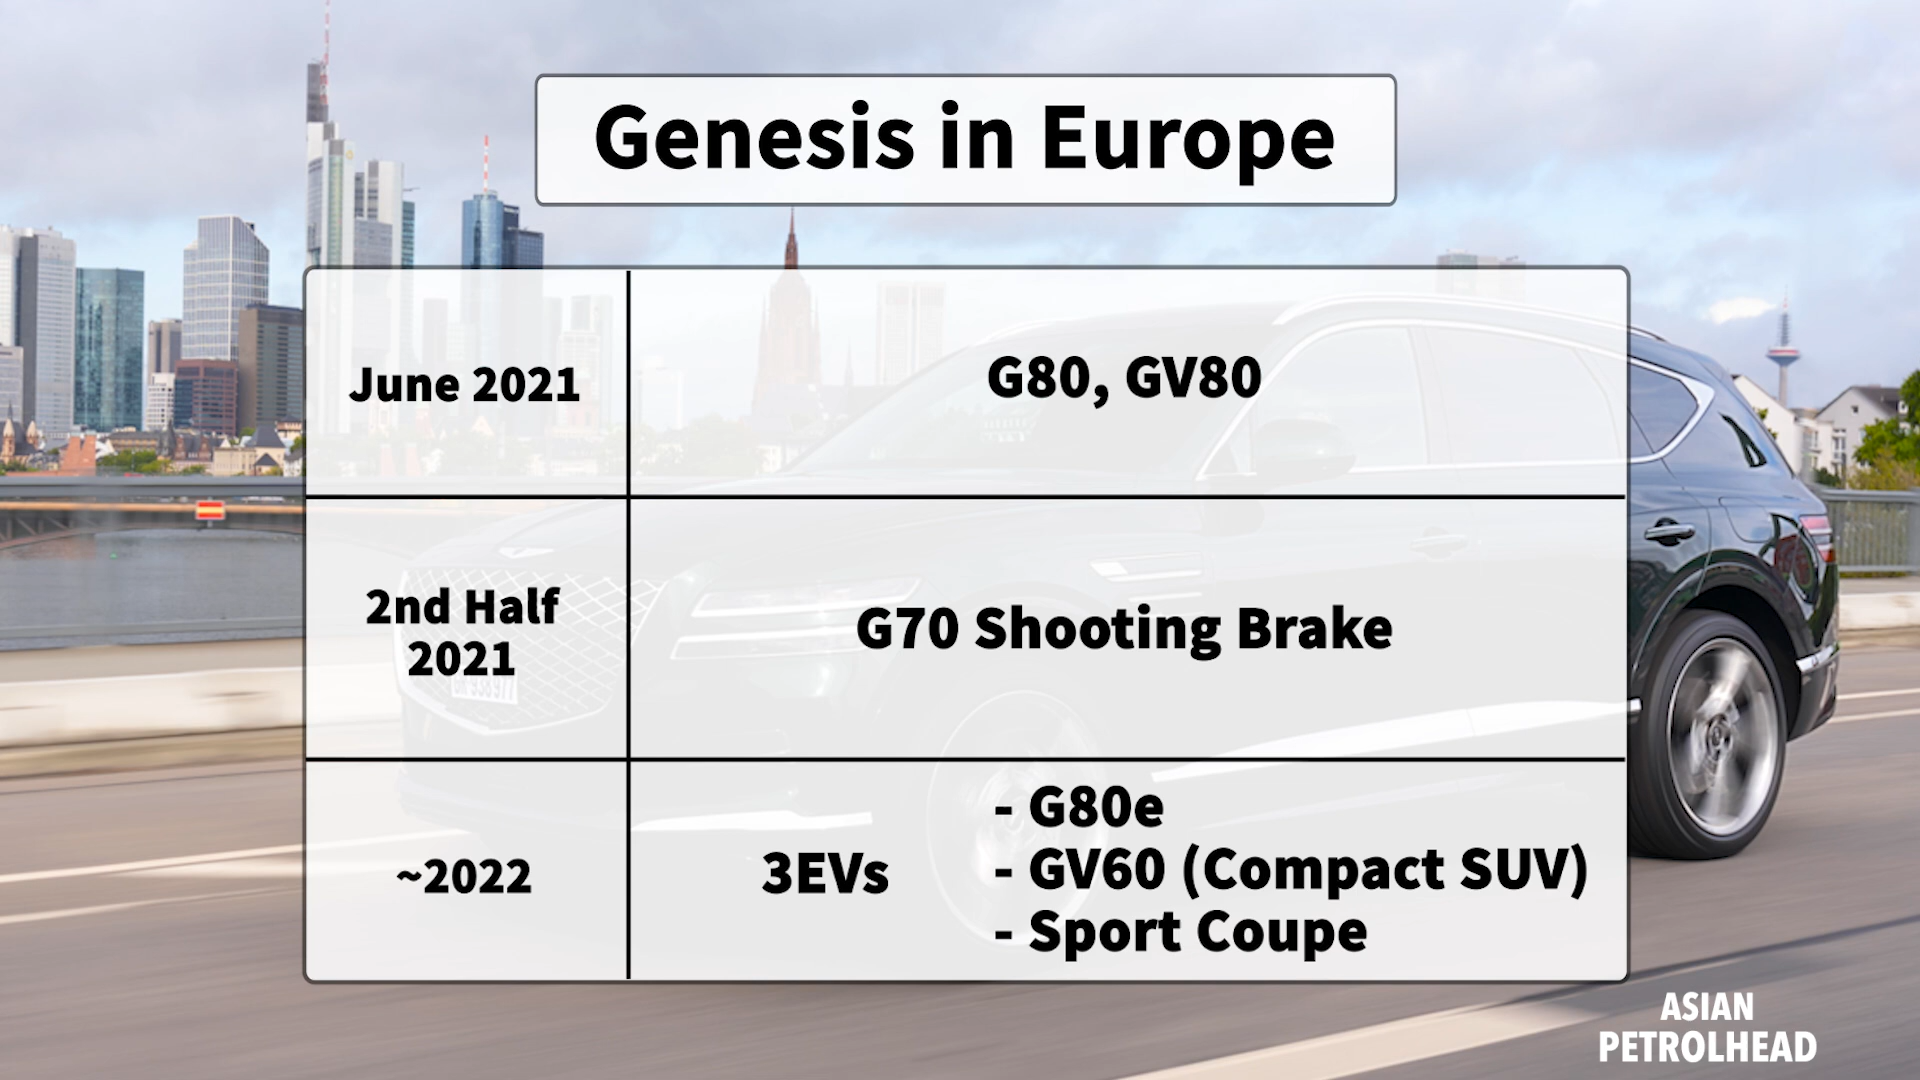 Genesis in Europe
June 2021
G80, GV80
2nd Half
2021
G70 Shooting Brake
~2022
3EVs
- G80e
- GV60 (Compact SUV)
- Sport Coupe
ASIAN
PETROLHEAD